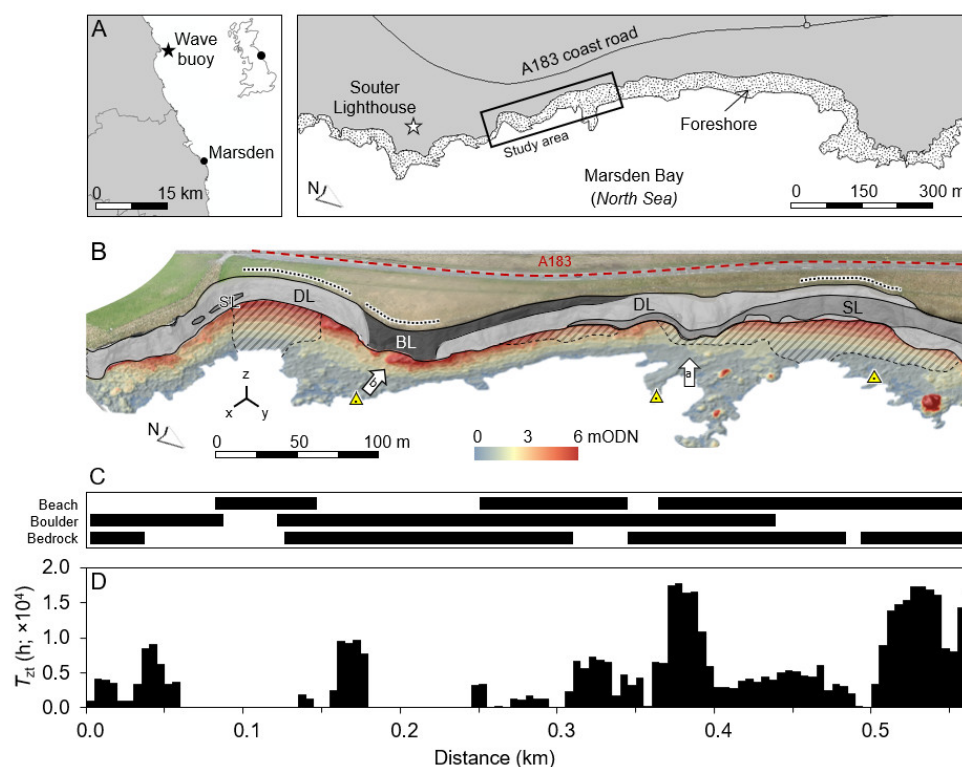 A
Wave
buoy
Marsden
0
15 km
A183 coast road
Souter
Lighthouse
Study area
Foreshore
Marsden Bay
(North Sea)
N
0 150 300 m
B
A183
SL
DL
BL
DL
SL
b
a
z
x y
N
0 50 100 m
0 3 6 mODN
C
Beach
Boulder
Bedrock
D
2.0
1.5
1.0
0.5
0
Tzt (h; ×10⁴)
0.0 0.1 0.2 0.3 0.4 0.5
Distance (km)